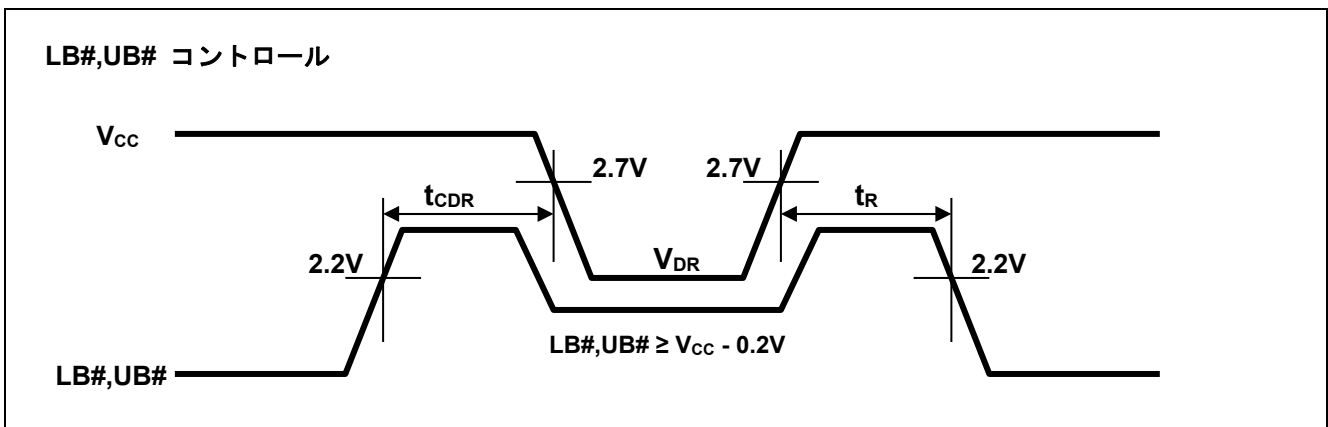 LB#,UB# コントロール
VCC
2.7V 2.7V
tCDR tR
2.2V VDR 2.2V
LB#,UB# ≥ VCC - 0.2V
LB#,UB#